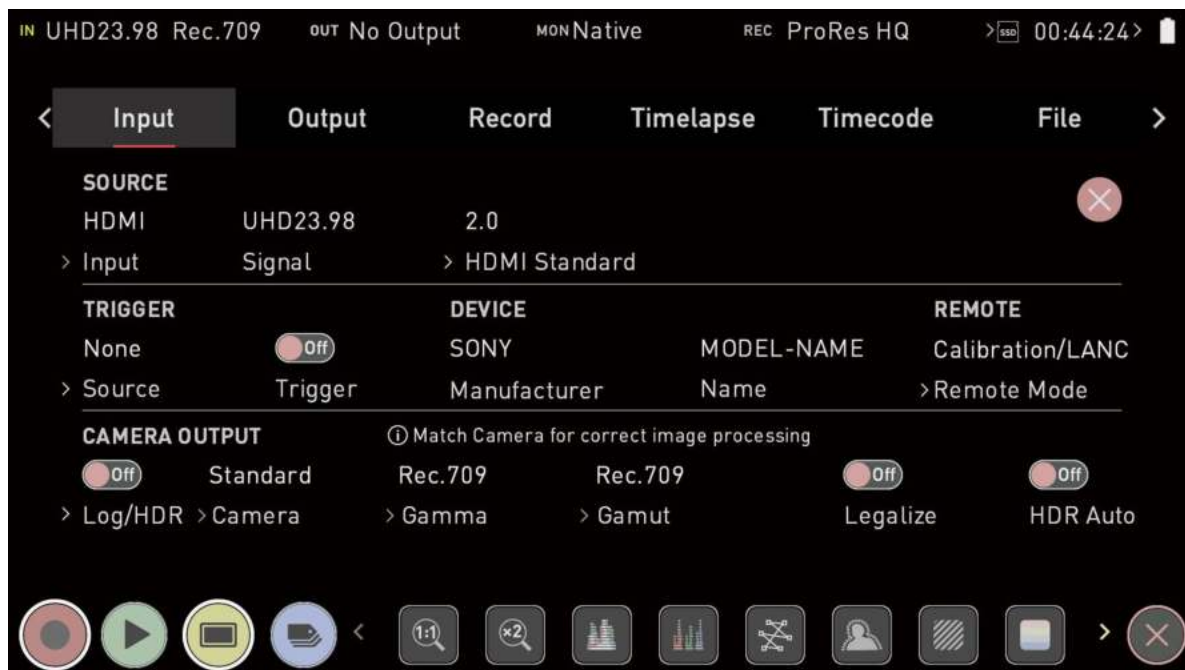 IN UHD23.98 Rec.709 OUT No Output MON Native REC ProRes HQ >SSD 00:44:24>
< Input Output Record Timelapse Timecode File >
SOURCE
HDMI UHD23.98 2.0
> Input Signal > HDMI Standard
TRIGGER DEVICE REMOTE
None Off SONY MODEL-NAME Calibration/LANC
> Source Trigger Manufacturer Name >Remote Mode
CAMERA OUTPUT ⓘ Match Camera for correct image processing
Off Standard Rec.709 Rec.709 Off Off
> Log/HDR >Camera >Gamma > Gamut Legalize HDR Auto
< 1:1 ×2 >